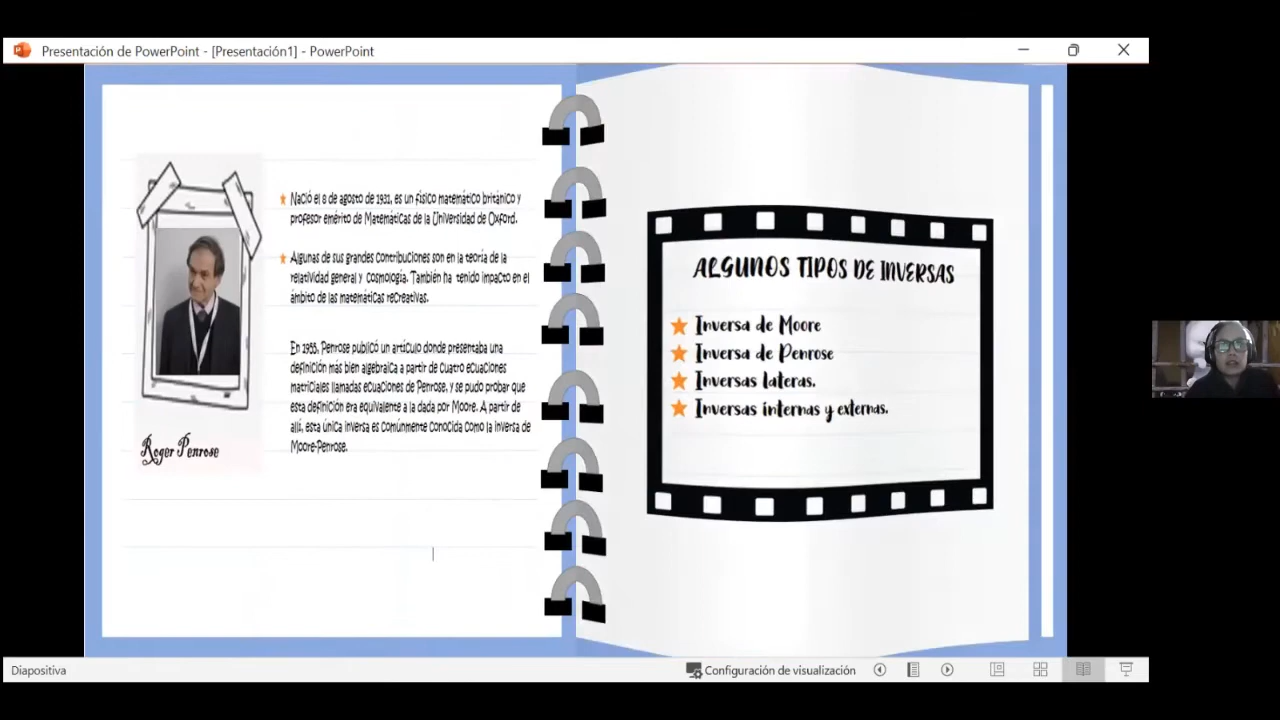 Presentación de PowerPoint - [Presentación1] - PowerPoint
Nació el 8 de agosto de 1931, es un físico matemático británico y
profesor emérito de Matemáticas de la Universidad de Oxford.
Algunas de sus grandes contribuciones son en la teoría de la
relatividad general y cosmología. También ha tenido impacto en el
ámbito de las matemáticas recreativas.
En 1955, Penrose publicó un artículo donde presentaba una
definición más bien algebraica a partir de cuatro ecuaciones
matriciales llamadas ecuaciones de Penrose, y se pudo probar que
esta definición era equivalente a la dada por Moore. A partir de
allí, esta única inversa es comúnmente conocida como la inversa de
Moore-Penrose.
Roger Penrose
ALGUNOS TIPOS DE INVERSAS
Inversa de Moore
Inversa de Penrose
Inversas lateras.
Inversas internas y externas.
Diapositiva
Configuración de visualización